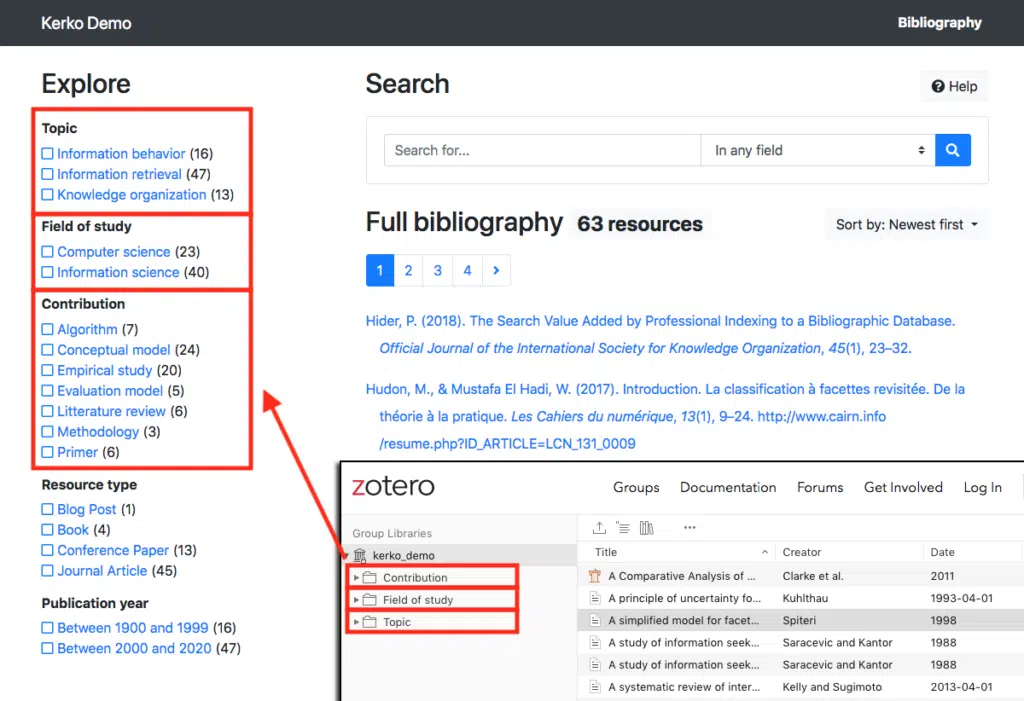 Kerko Demo
Bibliography
Explore
Topic
Information behavior (16)
Information retrieval (47)
Knowledge organization (13)
Field of study
Computer science (23)
Information science (40)
Contribution
Algorithm (7)
Conceptual model (24)
Empirical study (20)
Evaluation model (5)
Litterature review (6)
Methodology (3)
Primer (6)
Resource type
Blog Post (1)
Book (4)
Conference Paper (13)
Journal Article (45)
Publication year
Between 1900 and 1999 (16)
Between 2000 and 2020 (47)
Search
Help
Search for...
In any field
Full bibliography 63 resources
Sort by: Newest first
1 2 3 4
Hider, P. (2018). The Search Value Added by Professional Indexing to a Bibliographic Database.
Official Journal of the International Society for Knowledge Organization, 45(1), 23–32.
Hudon, M., & Mustafa El Hadi, W. (2017). Introduction. La classification à facettes revisitée. De la
théorie à la pratique. Les Cahiers du numérique, 13(1), 9–24. http://www.cairn.info
/resume.php?ID_ARTICLE=LCN_131_0009
zotero
Groups Documentation Forums Get Involved Log In
Group Libraries
kerko_demo
Contribution
Field of study
Topic
Title Creator Date
A Comparative Analysis of ... Clarke et al. 2011
A principle of uncertainty fo... Kuhlthau 1993-04-01
A simplified model for facet... Spiteri 1998
A study of information seek... Saracevic and Kantor 1988
A study of information seek... Saracevic and Kantor 1988
A systematic review of inter... Kelly and Sugimoto 2013-04-01